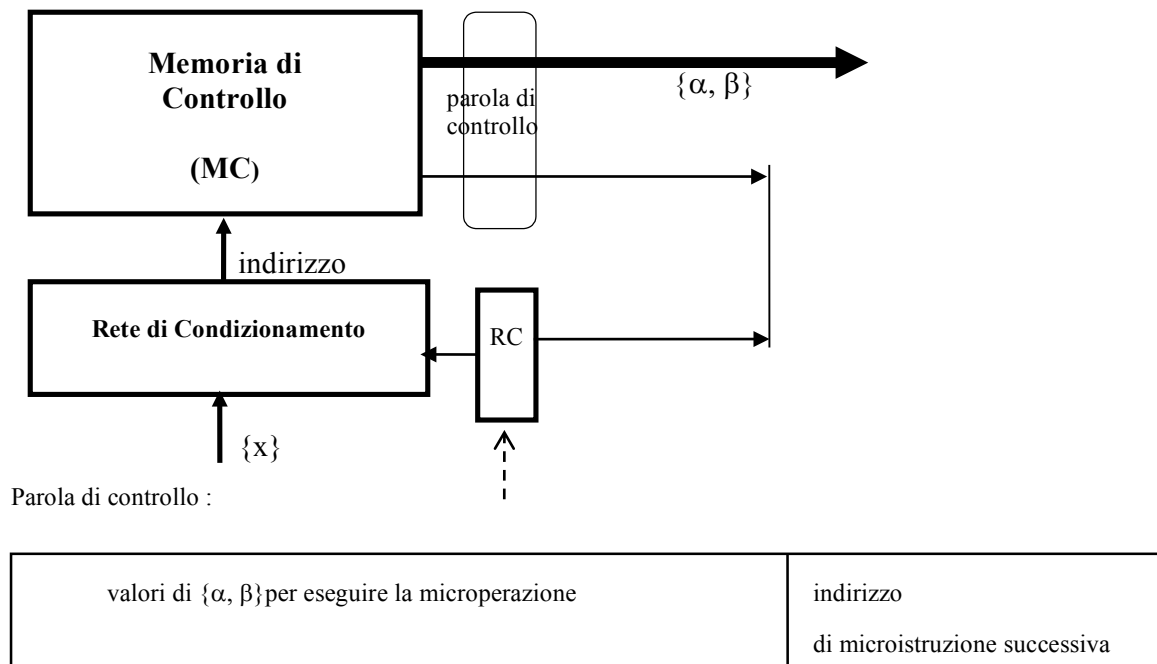 Memoria di
Controllo
(MC)
{α, β}
parola di
controllo
indirizzo
Rete di Condizionamento
RC
{x}
Parola di controllo :
valori di {α, β}per eseguire la microperazione
indirizzo
di microistruzione successiva